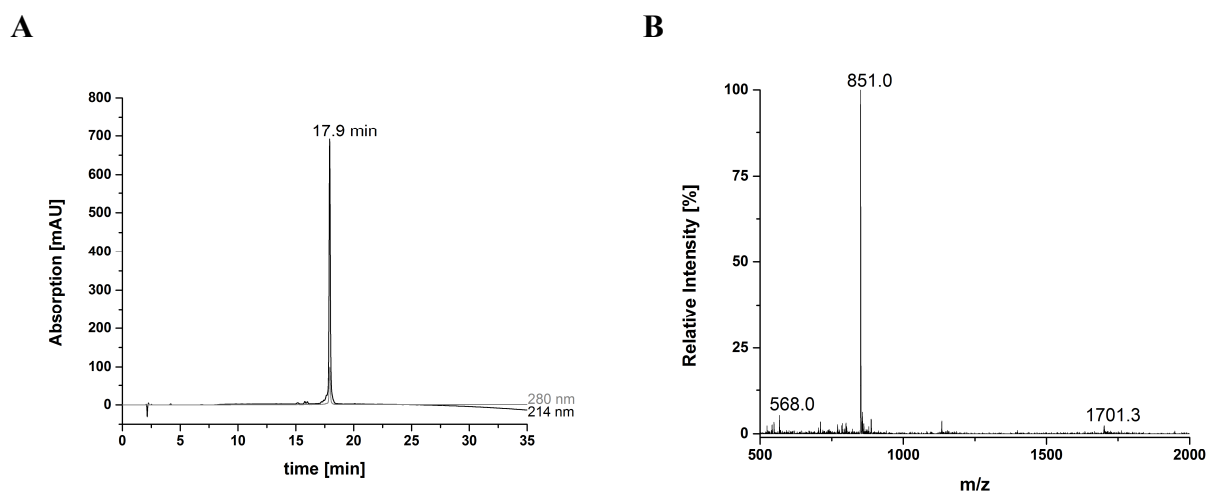 A
B
Absorption [mAU]
800
700
600
500
400
300
200
100
0
17.9 min
280 nm
214 nm
0 5 10 15 20 25 30 35
time [min]
Relative Intensity [%]
100
75
50
25
0
851.0
568.0
1701.3
500 1000 1500 2000
m/z